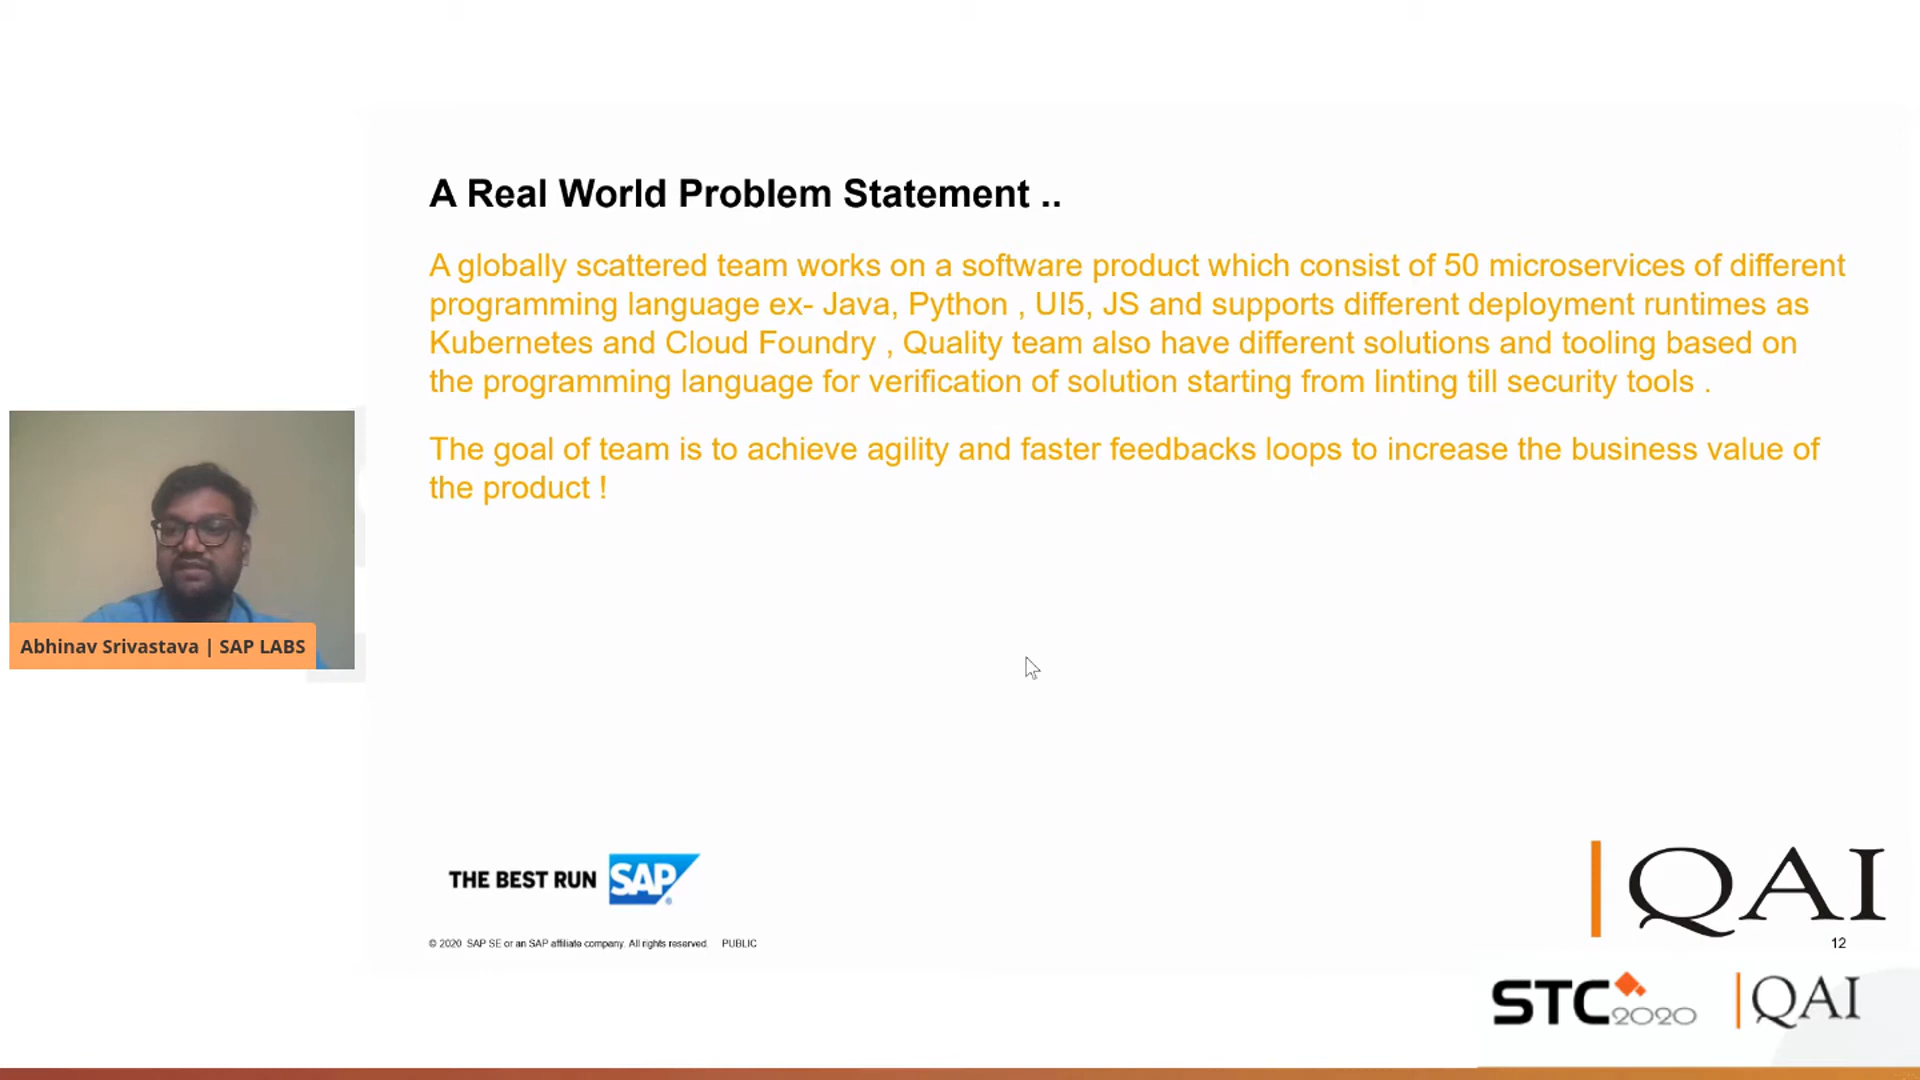 A Real World Problem Statement ..
A globally scattered team works on a software product which consist of 50 microservices of different
programming language ex- Java, Python , UI5, JS and supports different deployment runtimes as
Kubernetes and Cloud Foundry , Quality team also have different solutions and tooling based on
the programming language for verification of solution starting from linting till security tools .
The goal of team is to achieve agility and faster feedbacks loops to increase the business value of
the product !
Abhinav Srivastava | SAP LABS
THE BEST RUN SAP
® 
QAI
© 2020 SAP SE or an SAP affiliate company. All rights reserved. PUBLIC
12
STC 2020
QAI